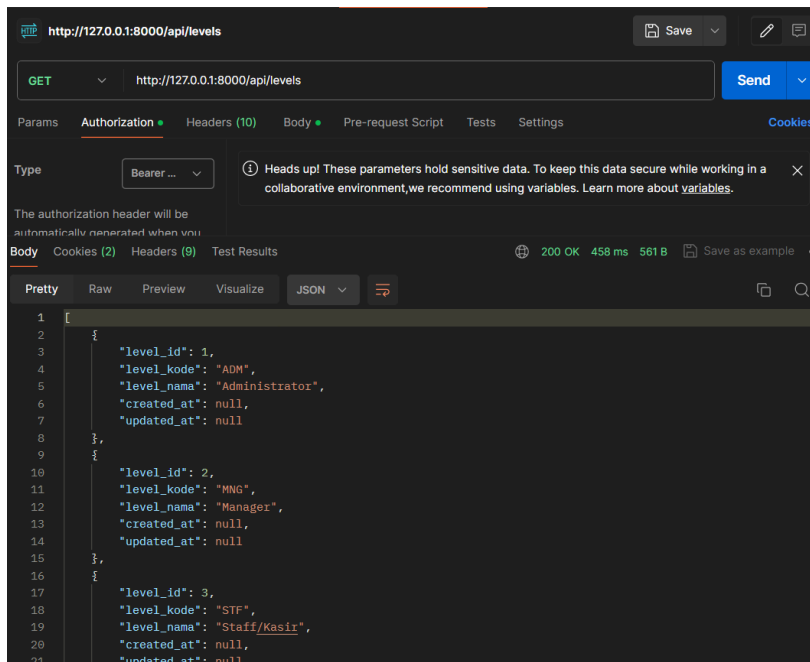 HTTP http://127.0.0.1:8000/api/levels Save
GET http://127.0.0.1:8000/api/levels Send
Params Authorization Headers (10) Body Pre-request Script Tests Settings Cookies
Type Bearer ... Heads up! These parameters hold sensitive data. To keep this data secure while working in a
collaborative environment,we recommend using variables. Learn more about variables.
The authorization header will be
automatically generated when you
Body Cookies (2) Headers (9) Test Results 200 OK 458 ms 561 B Save as example
Pretty Raw Preview Visualize JSON
1 [
2 {
3 "level_id": 1,
4 "level_kode": "ADM",
5 "level_nama": "Administrator",
6 "created_at": null,
7 "updated_at": null
8 },
9 {
10 "level_id": 2,
11 "level_kode": "MNG",
12 "level_nama": "Manager",
13 "created_at": null,
14 "updated_at": null
15 },
16 {
17 "level_id": 3,
18 "level_kode": "STF",
19 "level_nama": "Staff/Kasir",
20 "created_at": null,
21 "updated_at": null